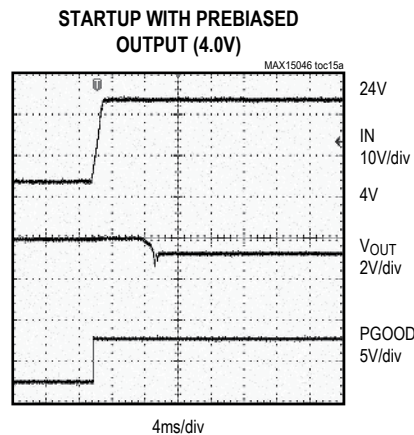 STARTUP WITH PREBIASED
OUTPUT (4.0V)
MAX15046 toc15a
24V
IN
10V/div
4V
VOUT
2V/div
PGOOD
5V/div
4ms/div